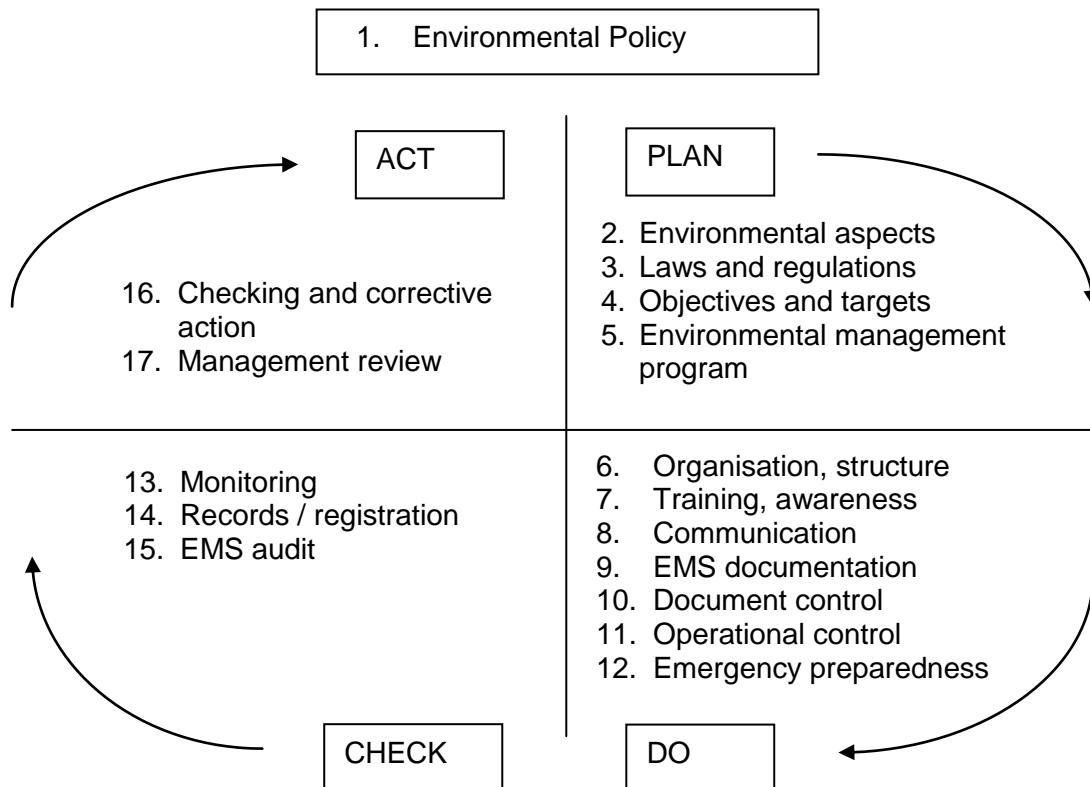 1. Environmental Policy
ACT
16. Checking and corrective
action
17. Management review
PLAN
2. Environmental aspects
3. Laws and regulations
4. Objectives and targets
5. Environmental management
program
13. Monitoring
14. Records / registration
15. EMS audit
CHECK
6. Organisation, structure
7. Training, awareness
8. Communication
9. EMS documentation
10. Document control
11. Operational control
12. Emergency preparedness
DO